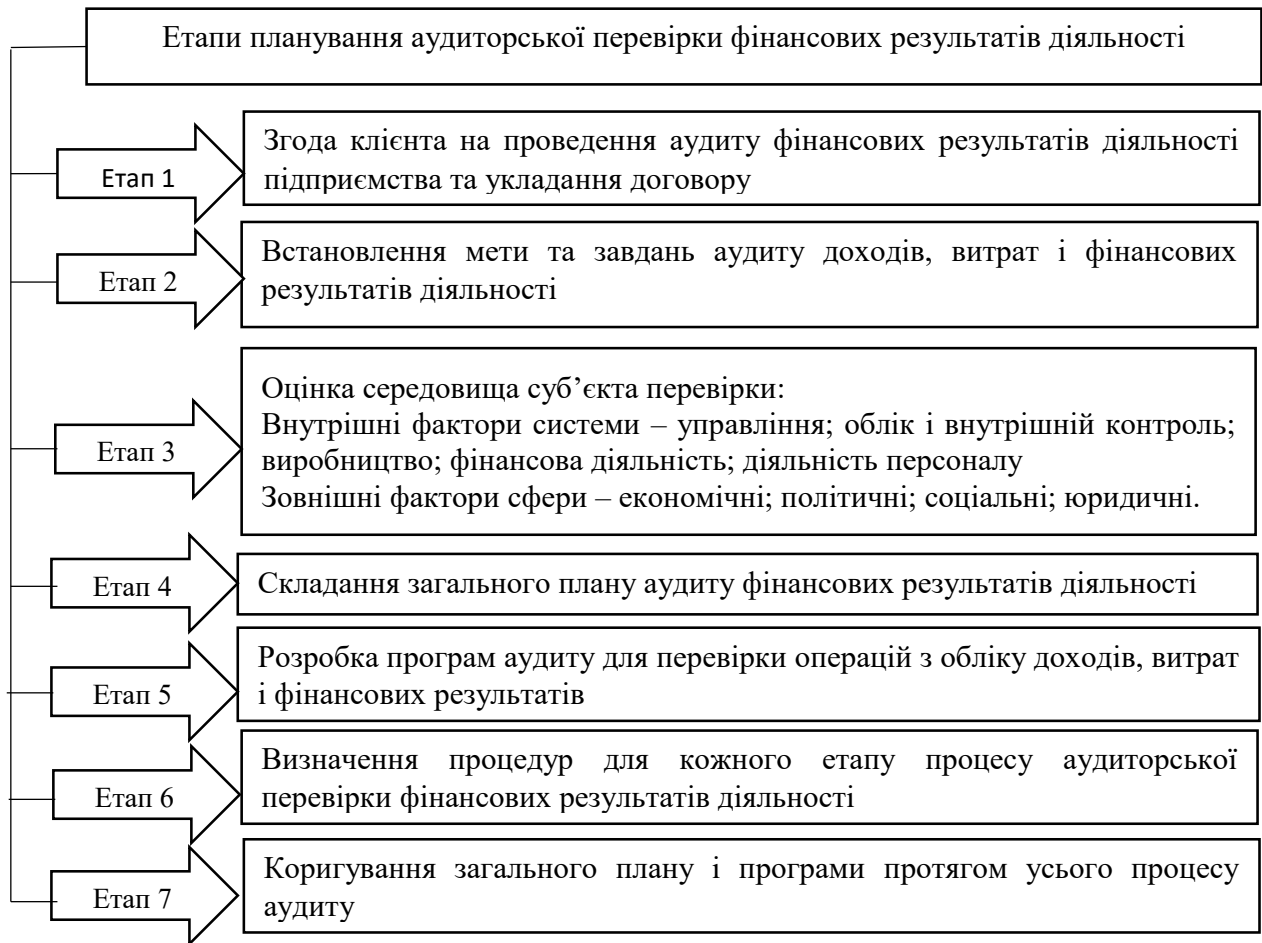 Етапи планування аудиторської перевірки фінансових результатів діяльності
Етап 1
Згода клієнта на проведення аудиту фінансових результатів діяльності
підприємства та укладання договору
Етап 2
Встановлення мети та завдань аудиту доходів, витрат і фінансових
результатів діяльності
Етап 3
Оцінка середовища суб’єкта перевірки:
Внутрішні фактори системи – управління; облік і внутрішній контроль;
виробництво; фінансова діяльність; діяльність персоналу
Зовнішні фактори сфери – економічні; політичні; соціальні; юридичні.
Етап 4
Складання загального плану аудиту фінансових результатів діяльності
Етап 5
Розробка програм аудиту для перевірки операцій з обліку доходів, витрат
і фінансових результатів
Етап 6
Визначення процедур для кожного етапу процесу аудиторської
перевірки фінансових результатів діяльності
Етап 7
Коригування загального плану і програми протягом усього процесу
аудиту